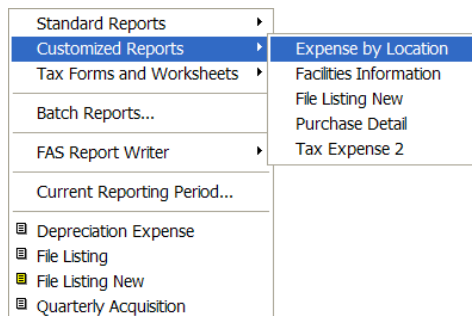 Standard Reports
Customized Reports
Tax Forms and Worksheets
Batch Reports...
FAS Report Writer
Current Reporting Period...
Depreciation Expense
File Listing
File Listing New
Quarterly Acquisition
Expense by Location
Facilities Information
File Listing New
Purchase Detail
Tax Expense 2